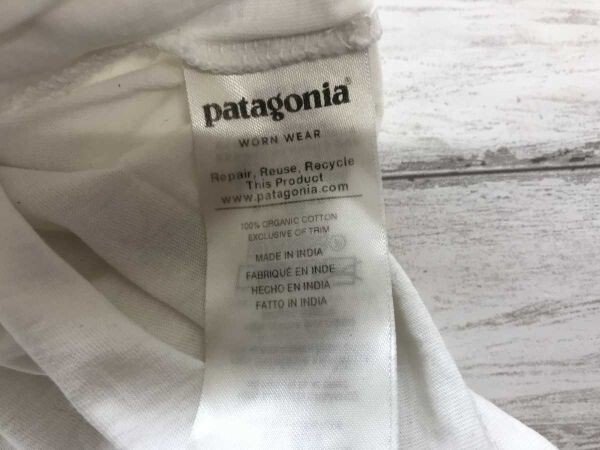 patagonia®
WORN WEAR
Repair, Reuse, Recycle
This Product
www.patagonia.com
100% ORGANIC COTTON
EXCLUSIVE OF TRIM
MADE IN INDIA
FABRIQUÉ EN INDE
HECHO EN INDIA
FATTO IN INDIA